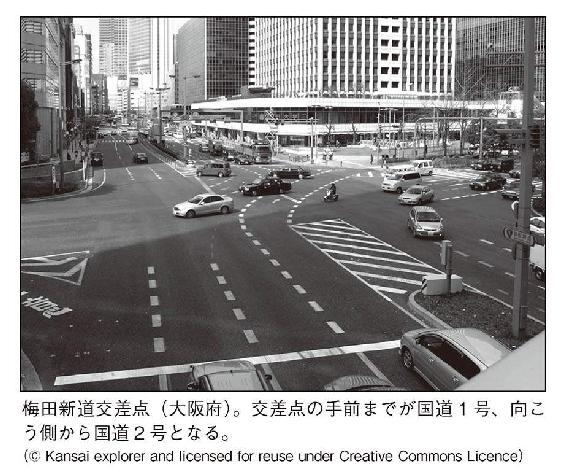 梅田新道交差点（大阪府）。交差点の手前までが国道１号、向こ
う側から国道２号となる。
(© Kansai explorer and licensed for reuse under Creative Commons Licence)